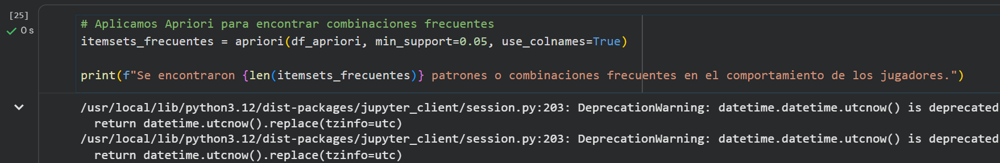 [25]
0 s
# Aplicamos Apriori para encontrar combinaciones frecuentes
itemsets_frecuentes = apriori(df_apriori, min_support=0.05, use_colnames=True)
print(f"Se encontraron {len(itemsets_frecuentes)} patrones o combinaciones frecuentes en el comportamiento de los jugadores.")
/usr/local/lib/python3.12/dist-packages/jupyter_client/session.py:203: DeprecationWarning: datetime.datetime.utcnow() is deprecated
  return datetime.utcnow().replace(tzinfo=utc)
/usr/local/lib/python3.12/dist-packages/jupyter_client/session.py:203: DeprecationWarning: datetime.datetime.utcnow() is deprecated
  return datetime.utcnow().replace(tzinfo=utc)